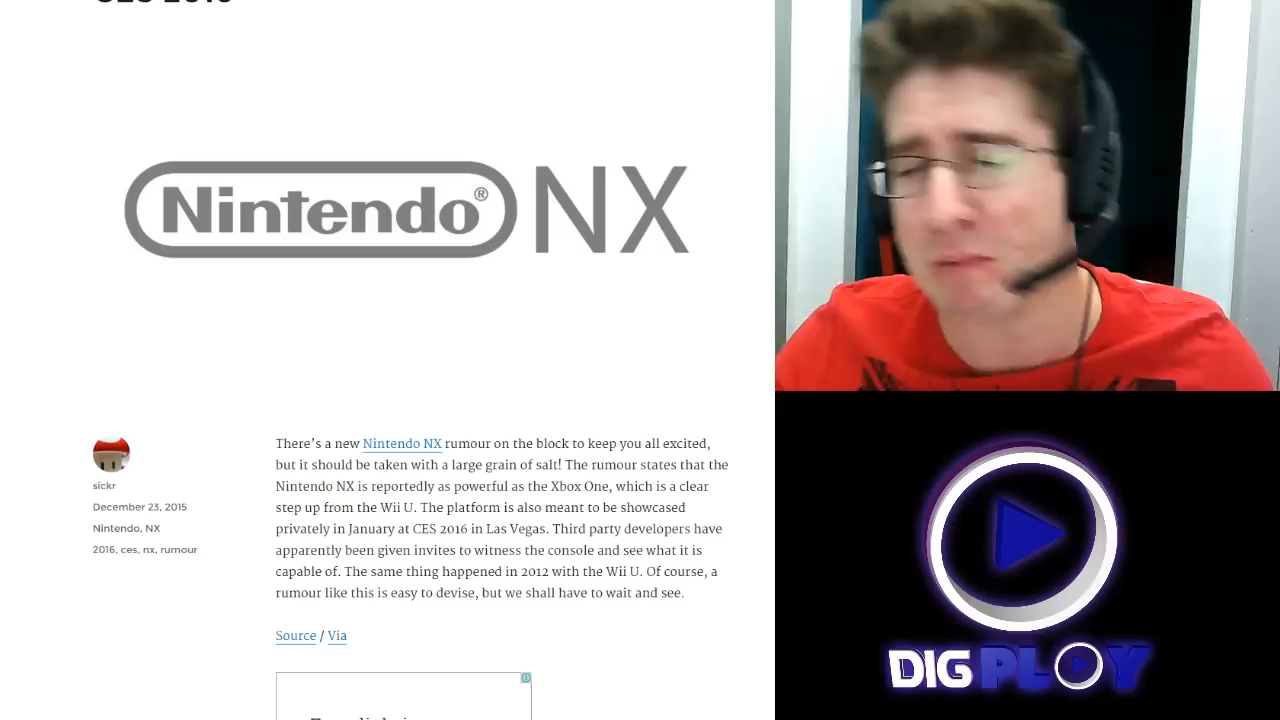 CES 2016
Nintendo® NX
sickr
December 23, 2015
Nintendo, NX
2016, ces, nx, rumour
There's a new Nintendo NX rumour on the block to keep you all excited,
but it should be taken with a large grain of salt! The rumour states that the
Nintendo NX is reportedly as powerful as the Xbox One, which is a clear
step up from the Wii U. The platform is also meant to be showcased
privately in January at CES 2016 in Las Vegas. Third party developers have
apparently been given invites to witness the console and see what it is
capable of. The same thing happened in 2012 with the Wii U. Of course, a
rumour like this is easy to devise, but we shall have to wait and see.
Source / Via
DIG PLAY